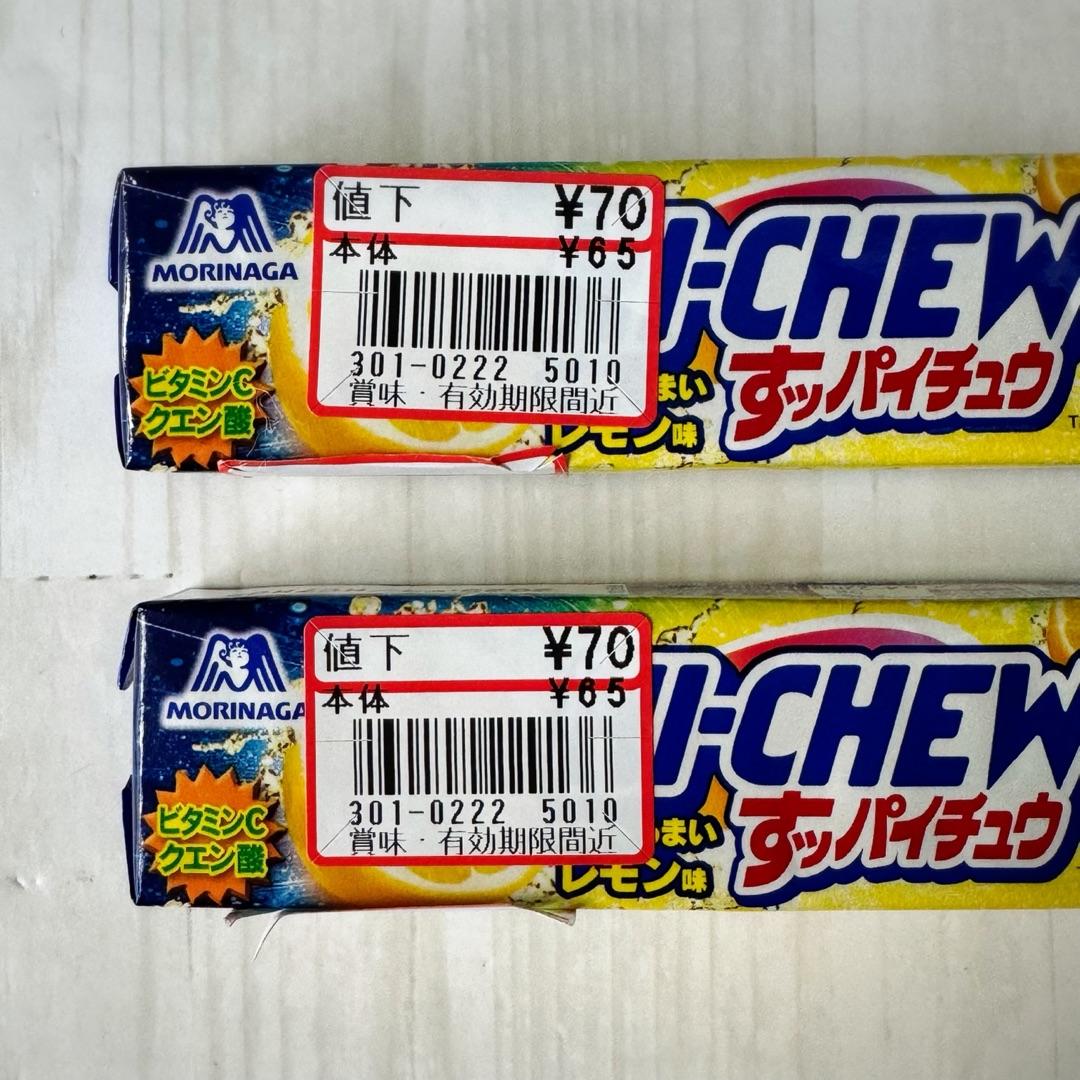 値下 ¥70
本体 ¥65
301-0222 5010
賞味・有効期限間近
MORINAGA
ビタミンC
クエン酸
-CHEW
すッパイチュウ
まい
レモン味
値下 ¥70
本体 ¥65
301-0222 5010
賞味・有効期限間近
MORINAGA
ビタミンC
クエン酸
-CHEW
すッパイチュウ
まい
レモン味